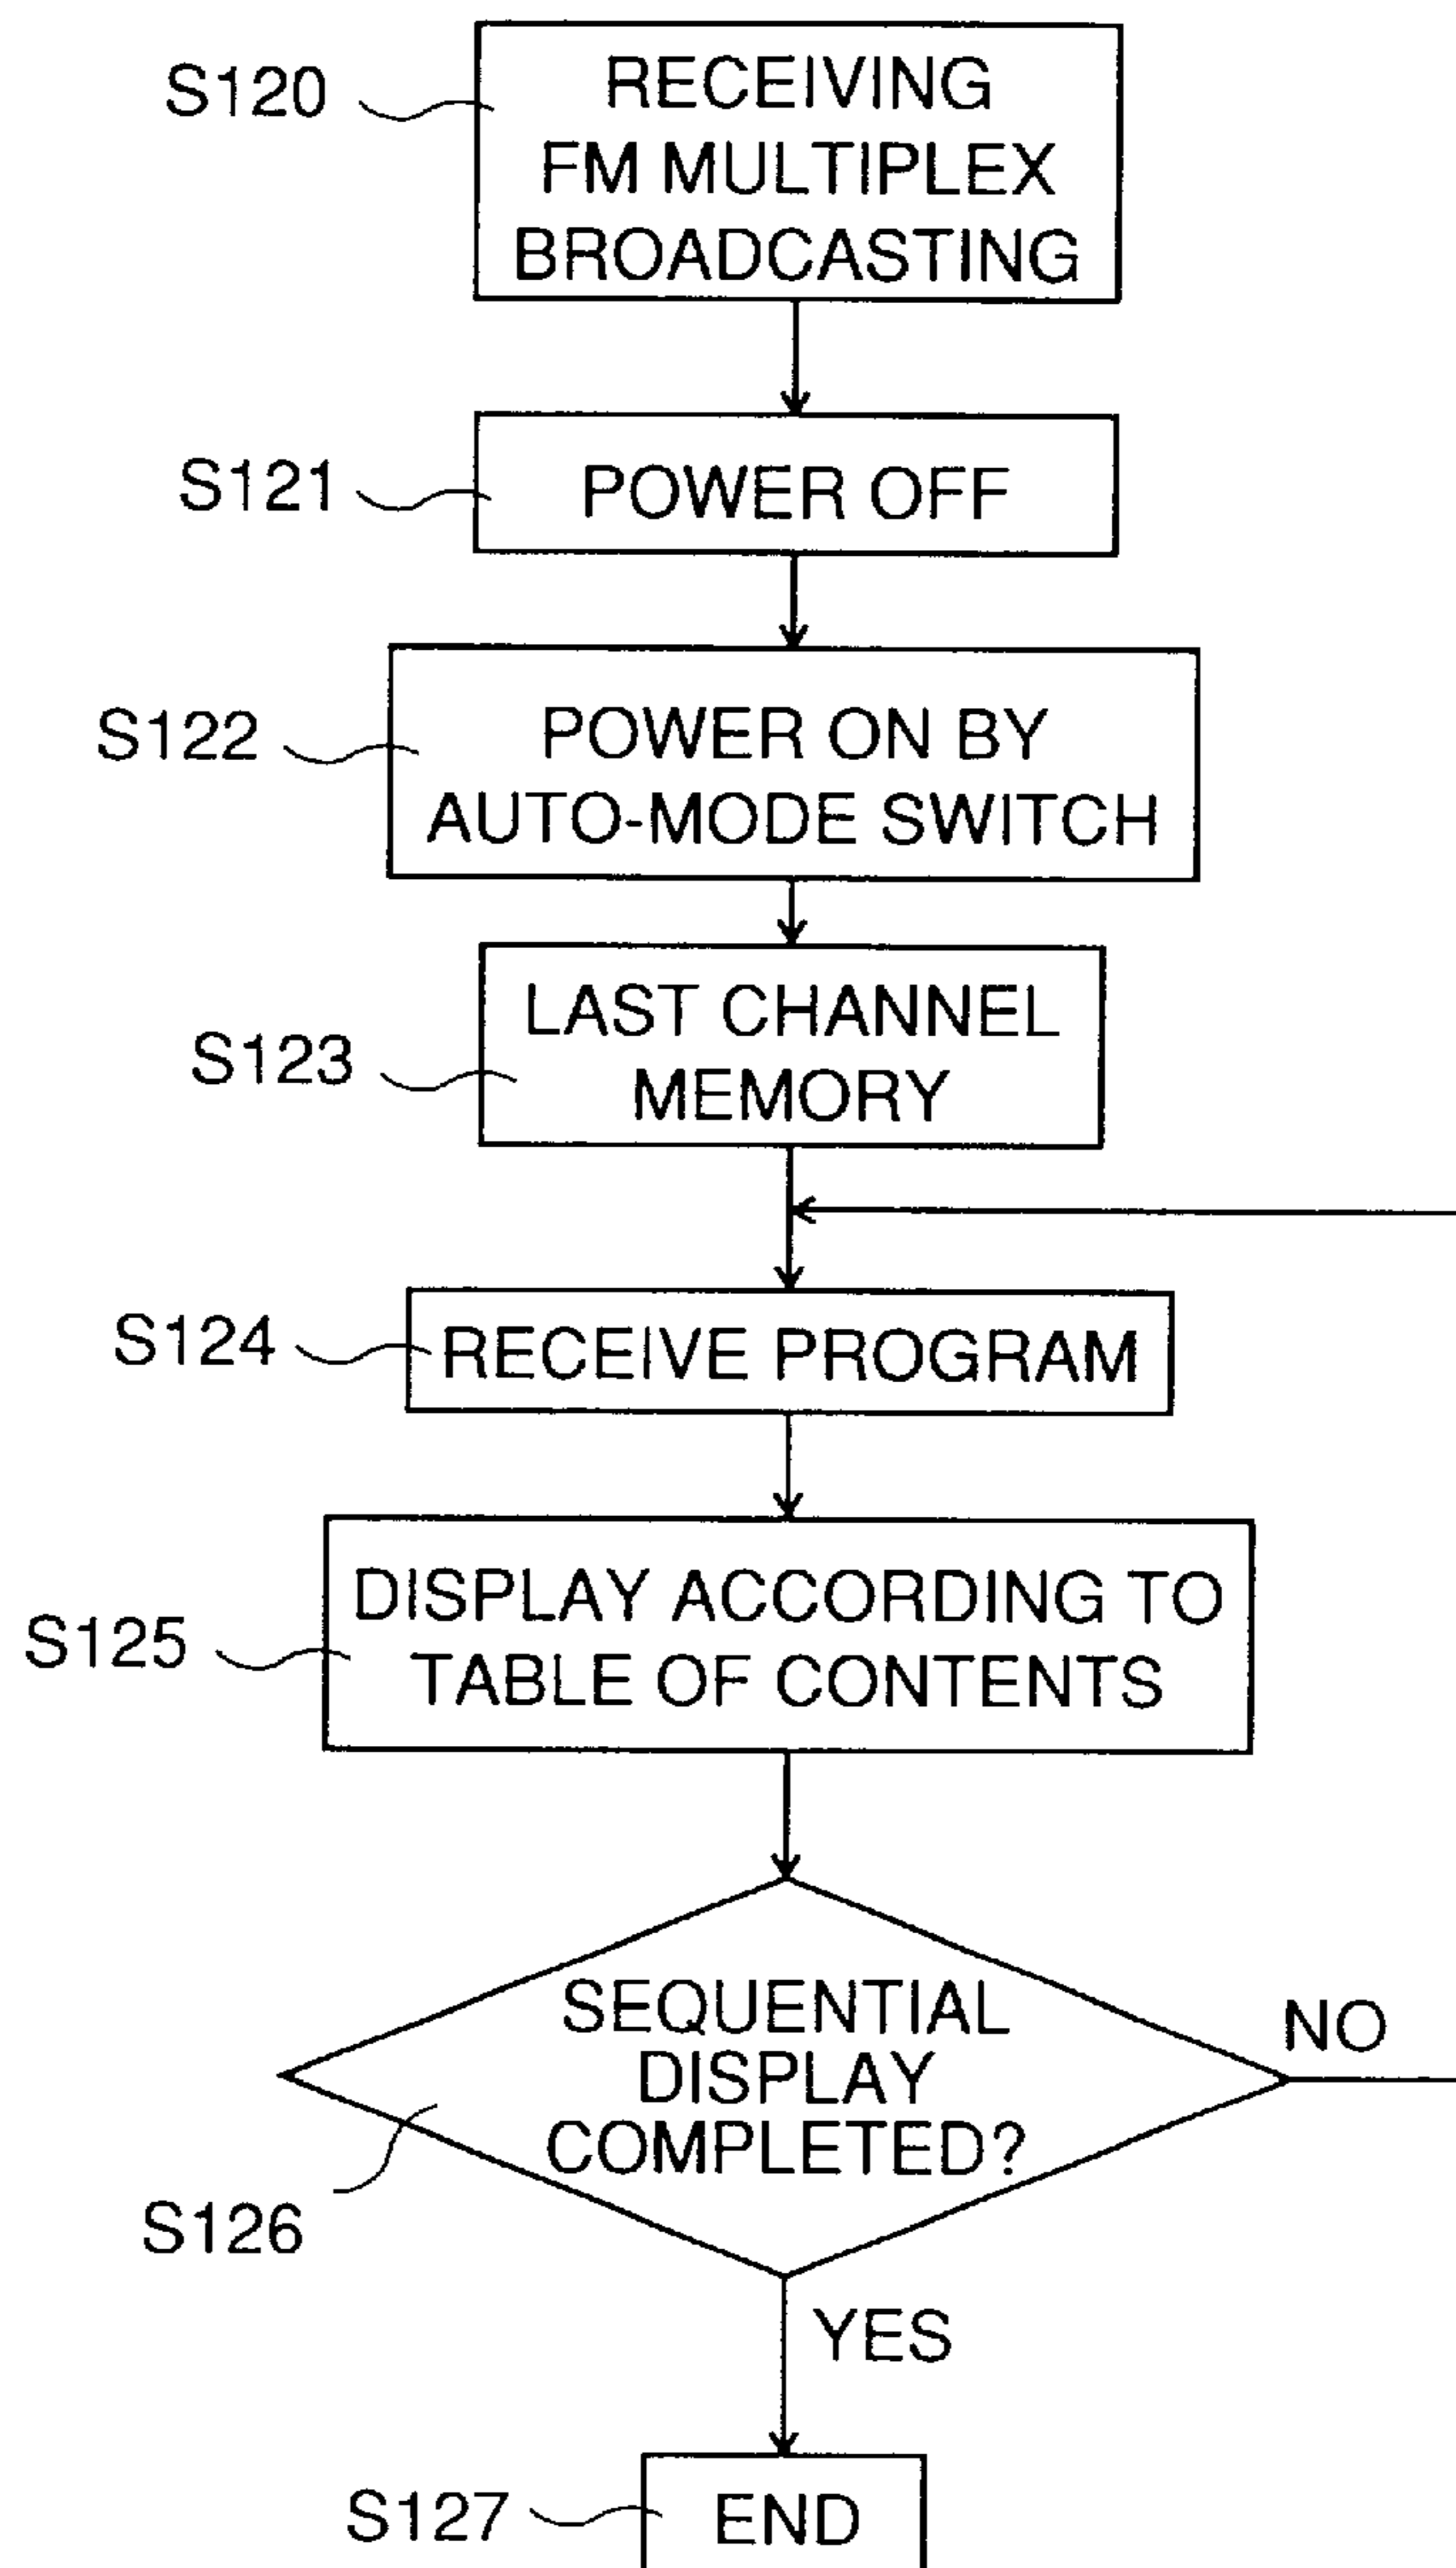 S120
RECEIVING
FM MULTIPLEX
BROADCASTING
S121
POWER OFF
S122
POWER ON BY
AUTO-MODE SWITCH
S123
LAST CHANNEL
MEMORY
S124
RECEIVE PROGRAM
S125
DISPLAY ACCORDING TO
TABLE OF CONTENTS
SEQUENTIAL
DISPLAY
COMPLETED?
NO
S126
YES
S127
END